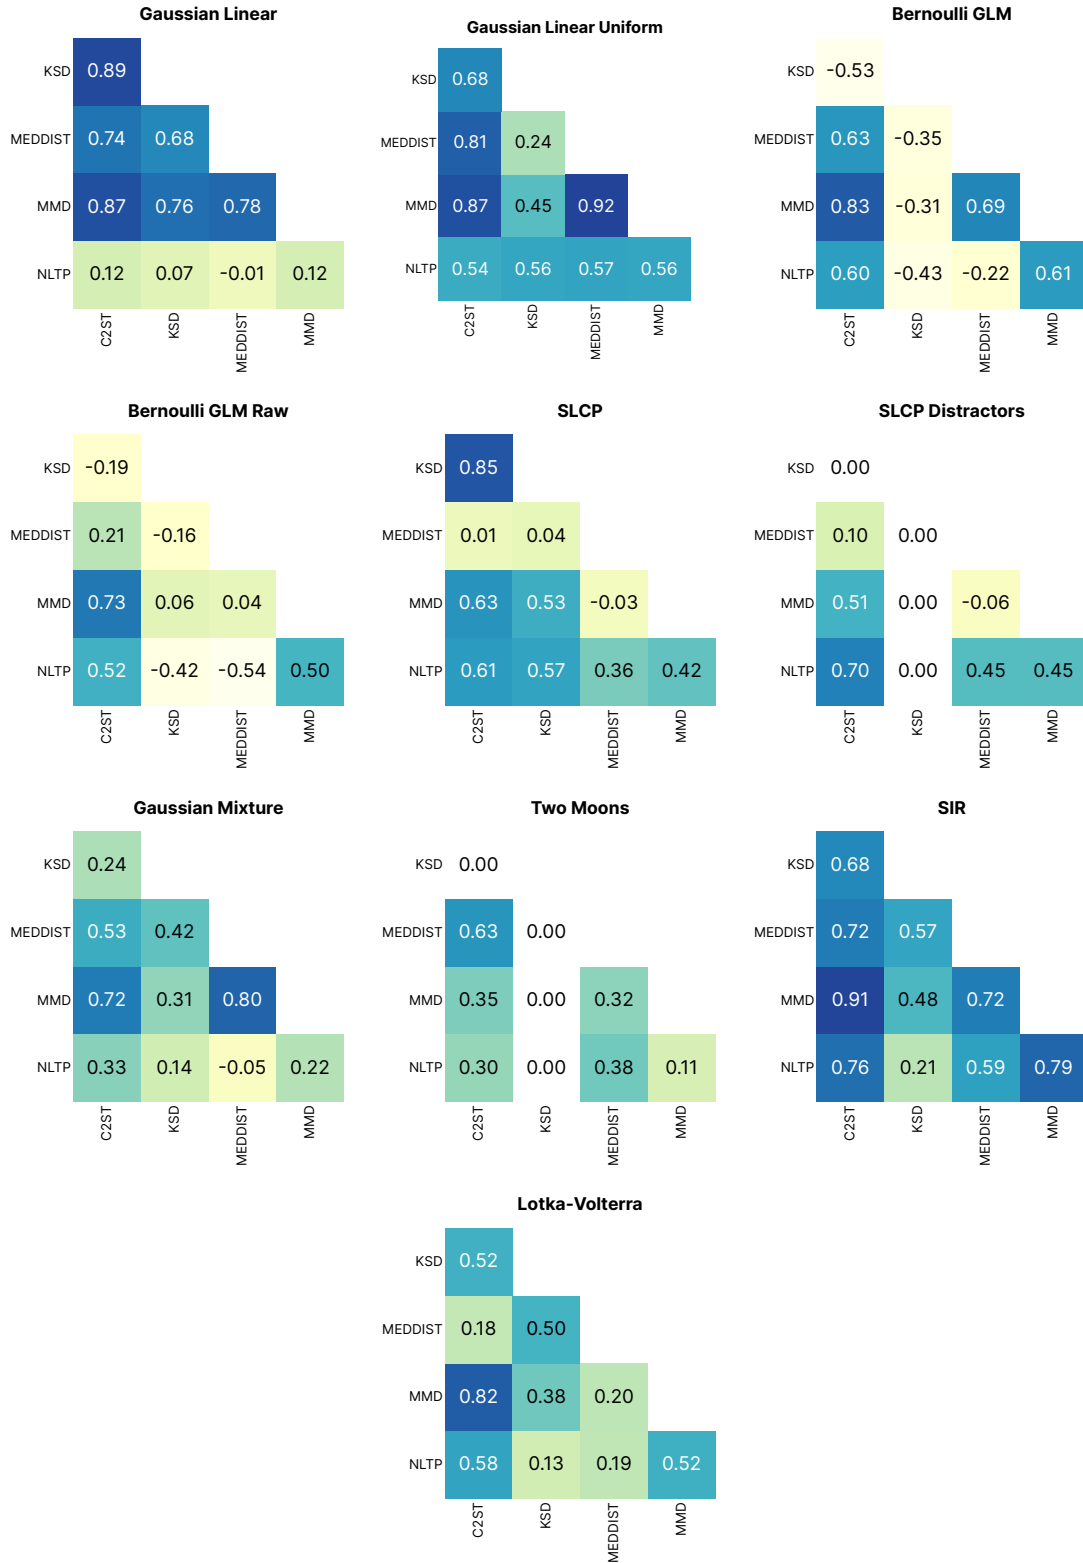 Gaussian Linear
KSD 0.89
MEDDIST 0.74 0.68
MMD 0.87 0.76 0.78
NLTP 0.12 0.07 -0.01 0.12
C2ST KSD MEDDIST MMD
Gaussian Linear Uniform
KSD 0.68
MEDDIST 0.81 0.24
MMD 0.87 0.45 0.92
NLTP 0.54 0.56 0.57 0.56
C2ST KSD MEDDIST MMD
Bernoulli GLM
KSD -0.53
MEDDIST 0.63 -0.35
MMD 0.83 -0.31 0.69
NLTP 0.60 -0.43 -0.22 0.61
C2ST KSD MEDDIST MMD
Bernoulli GLM Raw
KSD -0.19
MEDDIST 0.21 -0.16
MMD 0.73 0.06 0.04
NLTP 0.52 -0.42 -0.54 0.50
C2ST KSD MEDDIST MMD
SLCP
KSD 0.85
MEDDIST 0.01 0.04
MMD 0.63 0.53 -0.03
NLTP 0.61 0.57 0.36 0.42
C2ST KSD MEDDIST MMD
SLCP Distractors
KSD 0.00
MEDDIST 0.10 0.00
MMD 0.51 0.00 -0.06
NLTP 0.70 0.00 0.45 0.45
C2ST KSD MEDDIST MMD
Gaussian Mixture
KSD 0.24
MEDDIST 0.53 0.42
MMD 0.72 0.31 0.80
NLTP 0.33 0.14 -0.05 0.22
C2ST KSD MEDDIST MMD
Two Moons
KSD 0.00
MEDDIST 0.63 0.00
MMD 0.35 0.00 0.32
NLTP 0.30 0.00 0.38 0.11
C2ST KSD MEDDIST MMD
SIR
KSD 0.68
MEDDIST 0.72 0.57
MMD 0.91 0.48 0.72
NLTP 0.76 0.21 0.59 0.79
C2ST KSD MEDDIST MMD
Lotka-Volterra
KSD 0.52
MEDDIST 0.18 0.50
MMD 0.82 0.38 0.20
NLTP 0.58 0.13 0.19 0.52
C2ST KSD MEDDIST MMD